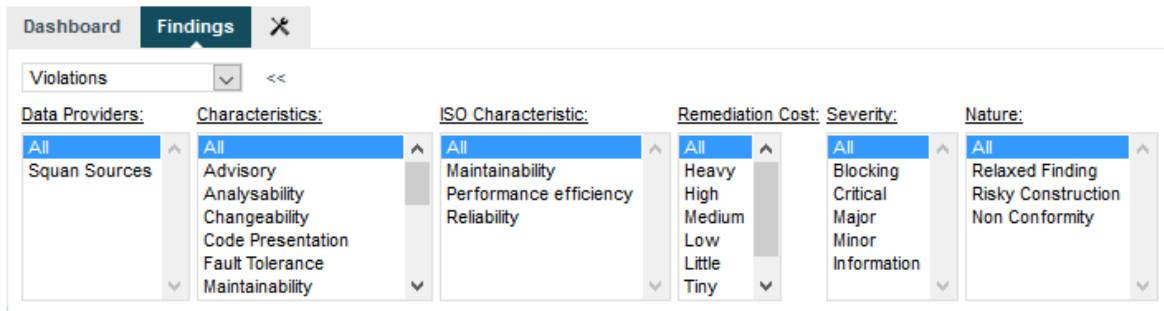 Dashboard Findings
Violations <<
Data Providers: Characteristics: ISO Characteristic: Remediation Cost: Severity: Nature:
All All All All All All
Squan Sources Advisory Maintainability Heavy Blocking Relaxed Finding
Analysability Performance efficiency High Critical Risky Construction
Changeability Reliability Medium Major Non Conformity
Code Presentation Low Minor
Fault Tolerance Little Information
Maintainability Tiny